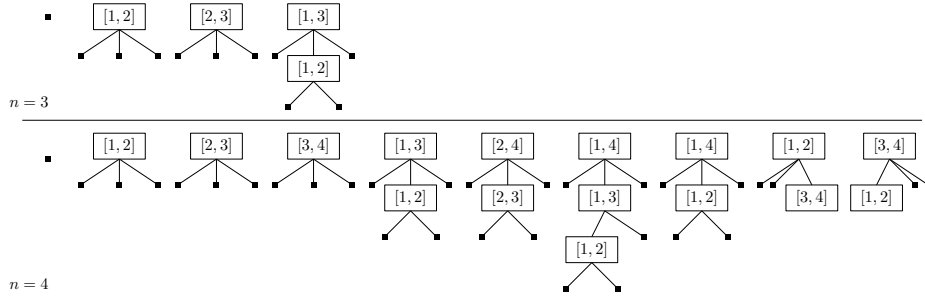 [1, 2] [2, 3] [1, 3]
[1, 2]
n = 3
[1, 2] [2, 3] [3, 4] [1, 3] [2, 4] [1, 4] [1, 4] [1, 2] [3, 4]
[1, 2] [2, 3] [1, 3] [1, 2] [3, 4] [1, 2]
[1, 2]
n = 4